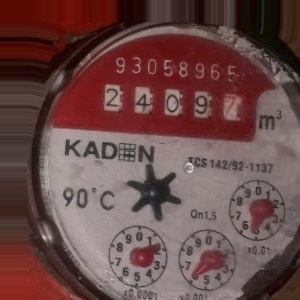 93058965
24097
m³
KADEN
TCS 142/92-1137
90°C
Qn1,5
x0,01
x0,0001
x0,001